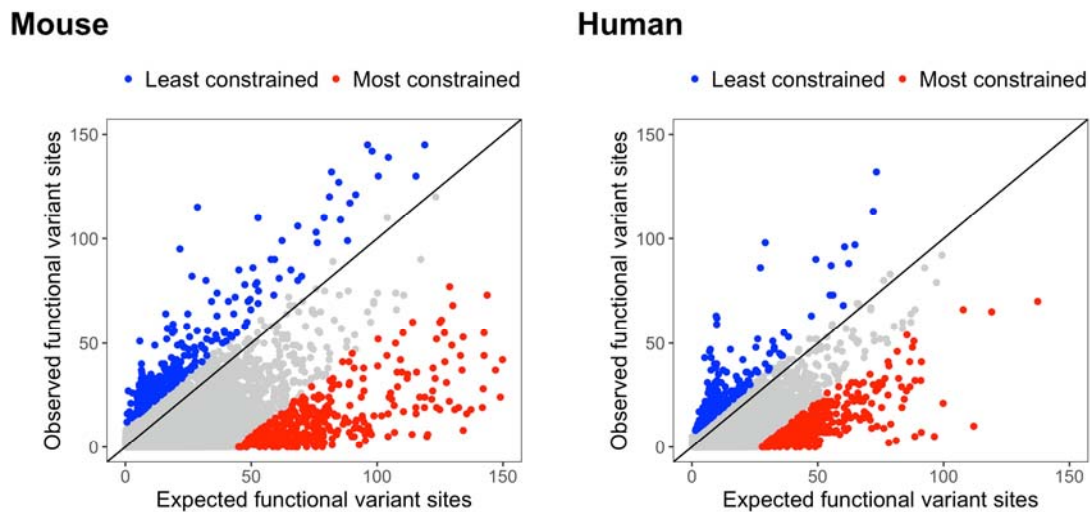 Mouse
Human
Least constrained Most constrained
Least constrained Most constrained
Observed functional variant sites
150
100
50
0
0 50 100 150
Expected functional variant sites
Observed functional variant sites
150
100
50
0
0 50 100 150
Expected functional variant sites